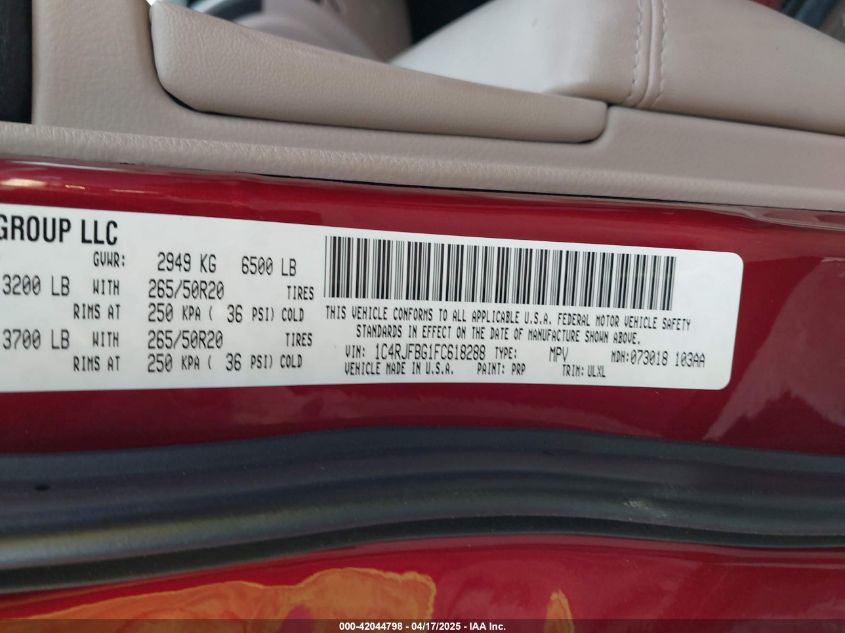 GROUP LLC
GVWR: 2949 KG 6500 LB
3200 LB WITH 265/50R20 TIRES
RIMS AT 250 KPA ( 36 PSI) COLD
3700 LB WITH 265/50R20 TIRES
RIMS AT 250 KPA ( 36 PSI) COLD
THIS VEHICLE CONFORMS TO ALL APPLICABLE U.S.A. FEDERAL MOTOR VEHICLE SAFETY
STANDARDS IN EFFECT ON THE DATE OF MANUFACTURE SHOWN ABOVE.
VIN: 1C4RJFBG1FC618288 TYPE: MPV MDH: 073018 103AA
VEHICLE MADE IN U.S.A. PAINT: PRP TRIM: ULXL
000-42044798 - 04/17/2025 - IAA Inc.